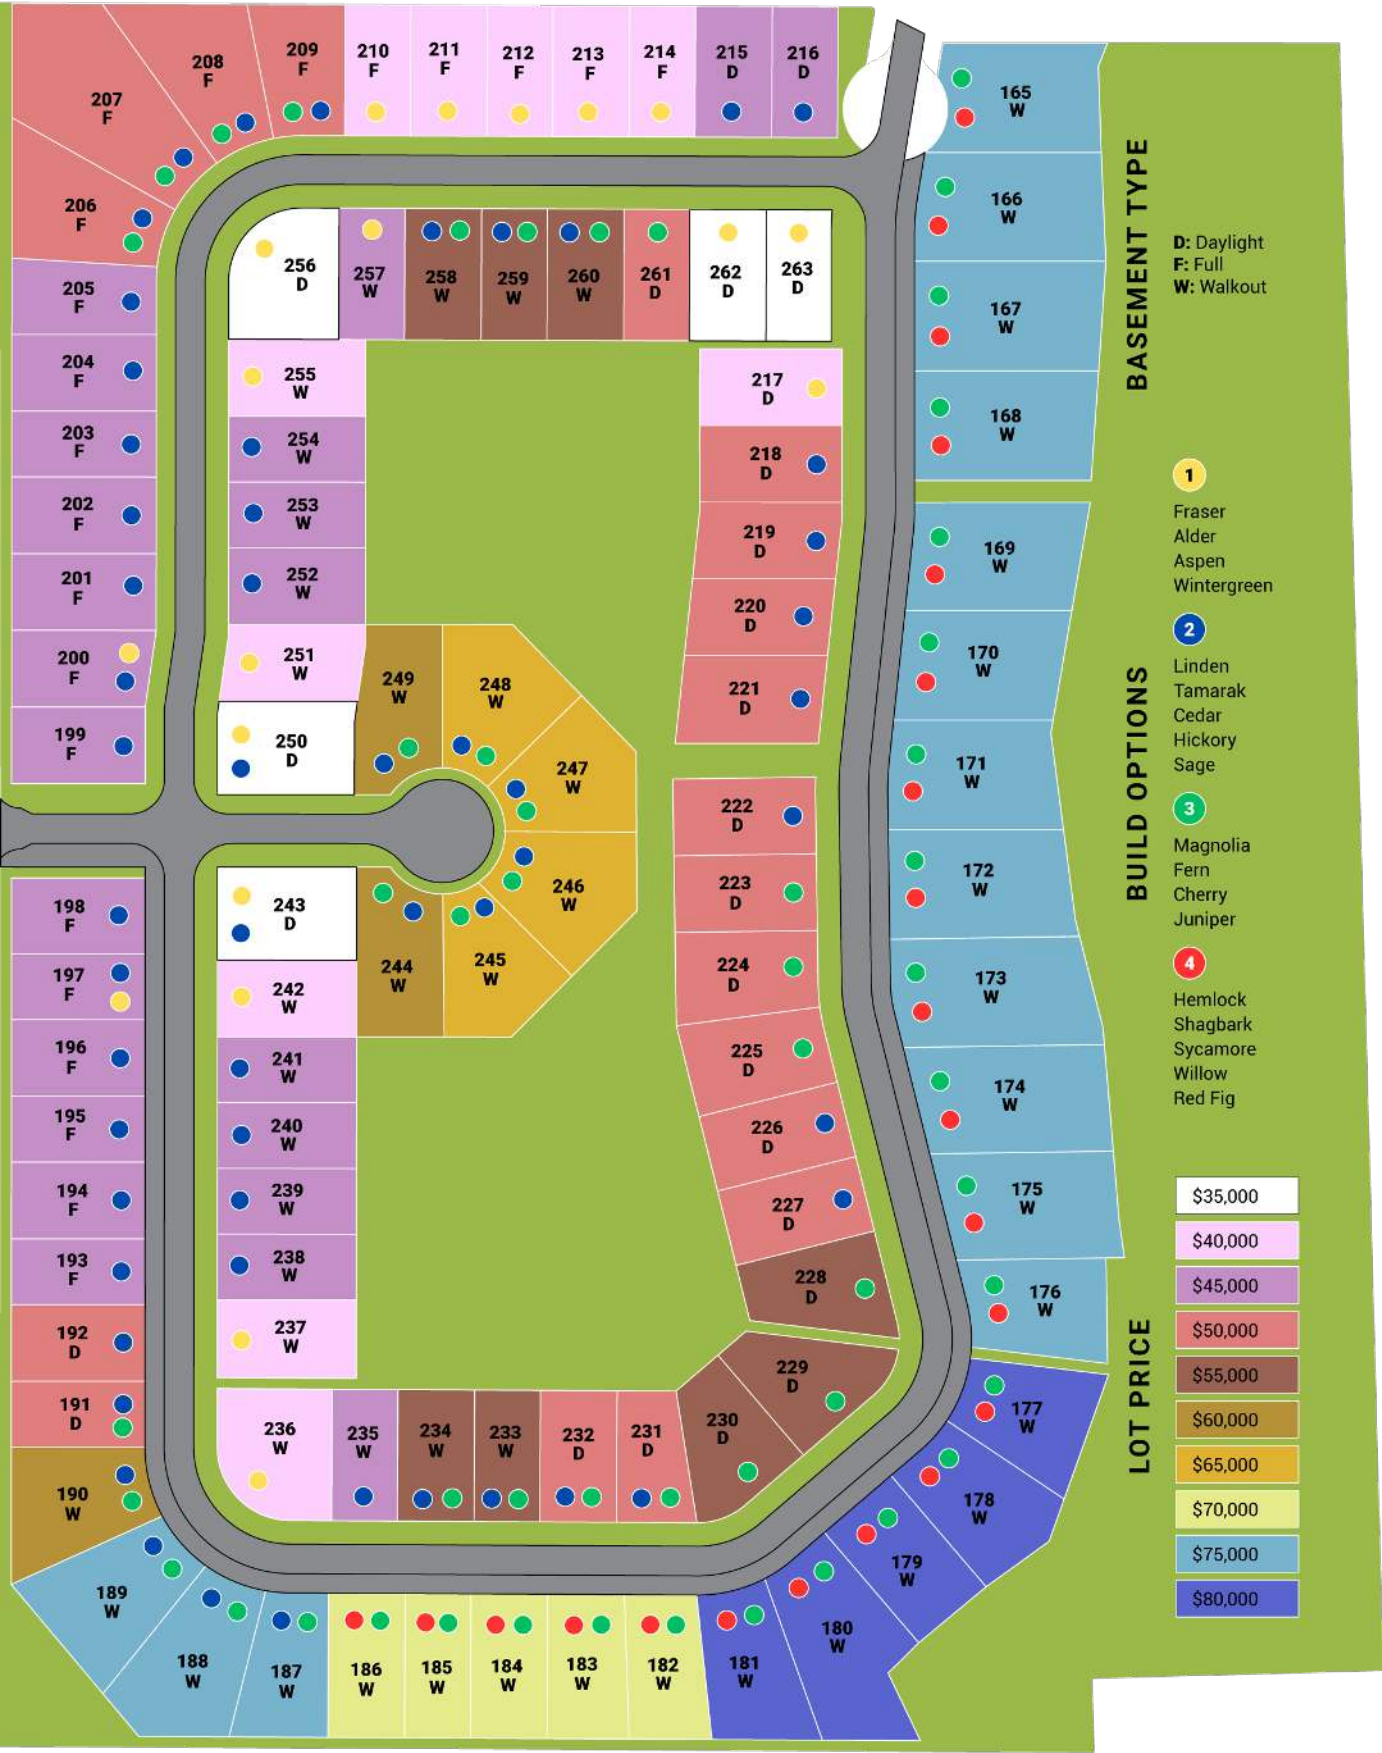 207
F
208
F
209
F
210
F
211
F
212
F
213
F
214
F
215
D
216
D
206
F
205
F
204
F
203
F
202
F
201
F
200
F
199
F
256
D
257
W
258
W
259
W
260
W
261
D
262
D
263
D
255
W
254
W
253
W
252
W
251
W
250
D
249
W
248
W
247
W
246
W
245
W
244
W
243
D
242
W
241
W
240
W
239
W
238
W
237
W
236
W
235
W
234
W
233
W
232
D
231
D
230
D
229
D
228
D
227
D
226
D
225
D
224
D
223
D
222
D
221
D
220
D
219
D
218
D
217
D
198
F
197
F
196
F
195
F
194
F
193
F
192
D
191
D
190
W
189
W
188
W
187
W
186
W
185
W
184
W
183
W
182
W
181
W
180
W
179
W
178
W
177
W
176
W
175
W
174
W
173
W
172
W
171
W
170
W
169
W
168
W
167
W
166
W
165
W
BASEMENT TYPE
D: Daylight
F: Full
W: Walkout
BUILD OPTIONS
1
Fraser
Alder
Aspen
Wintergreen
2
Linden
Tamarak
Cedar
Hickory
Sage
3
Magnolia
Fern
Cherry
Juniper
4
Hemlock
Shagbark
Sycamore
Willow
Red Fig
LOT PRICE
$35,000
$40,000
$45,000
$50,000
$55,000
$60,000
$65,000
$70,000
$75,000
$80,000